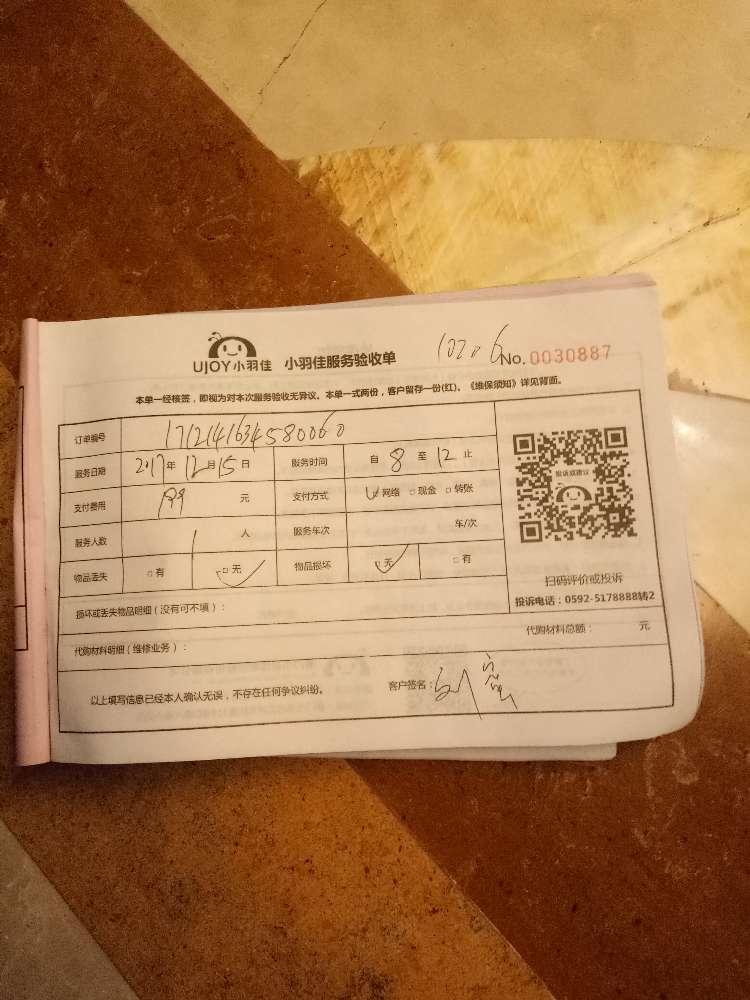 UJOY小羽佳 小羽佳服务验收单 No. 0030887
本单一经核签，即视为对本次服务验收无异议。本单一式两份，客户留存一份(红)、《维保须知》详见背面。
订单编号 1712141634580060
服务日期 2017年12月15日 服务时间 自 8 至 12 止
支付费用 元 支付方式 网络 □现金 □转账
服务人数 1 人 服务车次 车/次
物品丢失 □有 □无 物品损坏 □无 □有
投诉或建议
扫码评价或投诉
投诉电话：0592-5178888转2
损坏或丢失物品明细（没有可不填）：
代购材料明细（维修业务）： 代购材料总额： 元
以上填写信息已经本人确认无误，不存在任何争议纠纷。 客户签名：